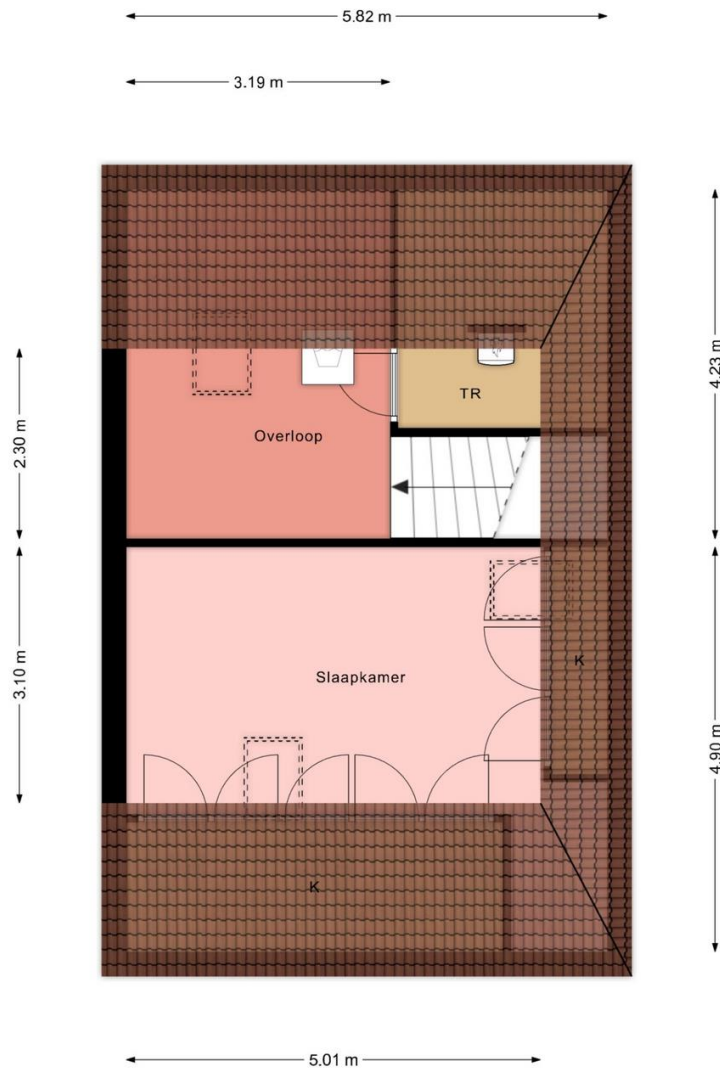 5.82 m
3.19 m
4.23 m
2.30 m
TR
Overloop
3.10 m
K
Slaapkamer
4.90 m
K
5.01 m